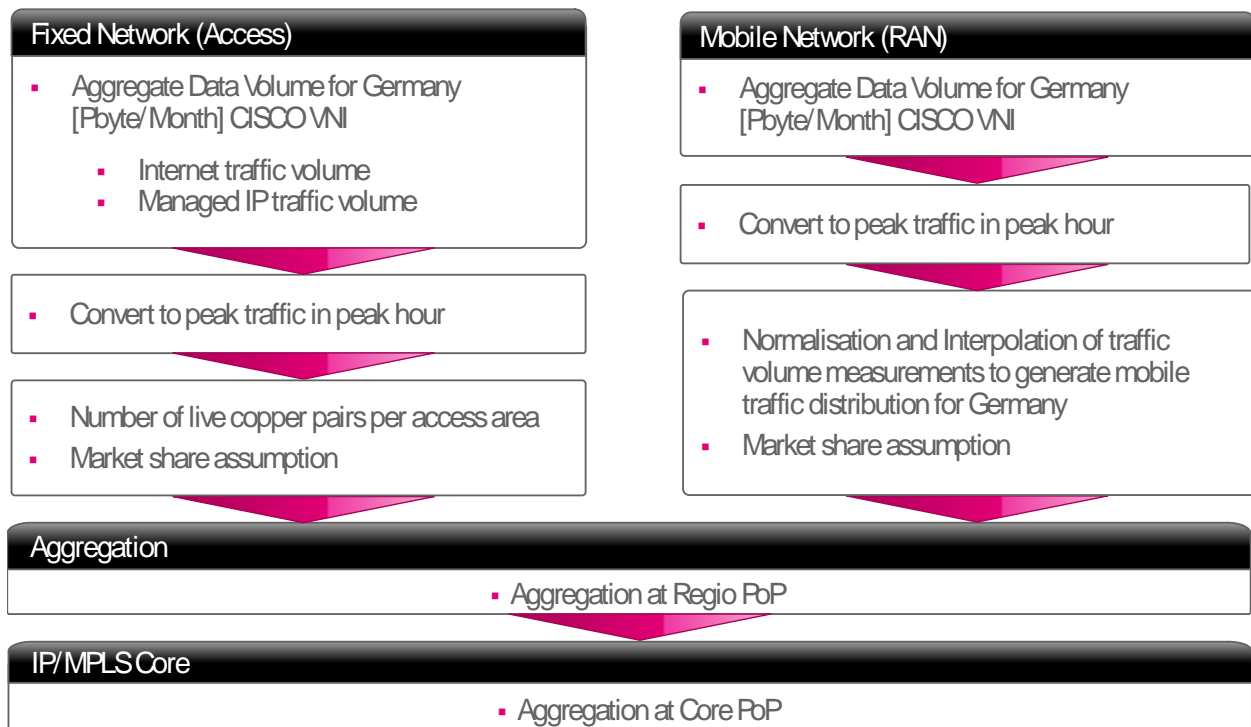 Fixed Network (Access)
▪ Aggregate Data Volume for Germany
[Pbyte/Month] CISCO VNI
▪ Internet traffic volume
▪ Managed IP traffic volume
▪ Convert to peak traffic in peak hour
▪ Number of live copper pairs per access area
▪ Market share assumption
Mobile Network (RAN)
▪ Aggregate Data Volume for Germany
[Pbyte/Month] CISCO VNI
▪ Convert to peak traffic in peak hour
▪ Normalisation and Interpolation of traffic
volume measurements to generate mobile
traffic distribution for Germany
▪ Market share assumption
Aggregation
▪ Aggregation at Regio PoP
IP/MPLS Core
▪ Aggregation at Core PoP